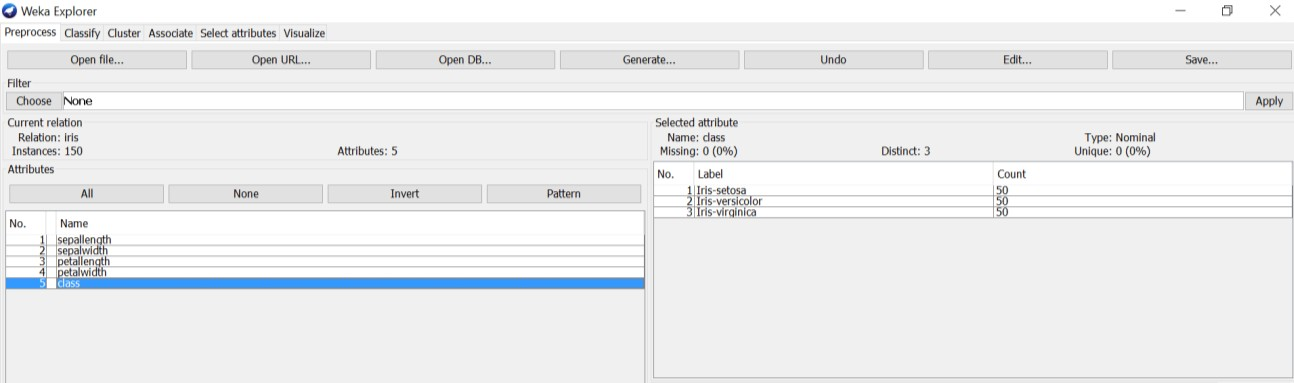 Weka Explorer
Preprocess Classify Cluster Associate Select attributes Visualize
Open file... Open URL... Open DB... Generate... Undo Edit... Save...
Filter
Choose None Apply
Current relation
Relation: iris
Instances: 150 Attributes: 5
Attributes
All None Invert Pattern
No. Name
1 sepallength
2 sepalwidth
3 petallength
4 petalwidth
5 class
Selected attribute
Name: class Type: Nominal
Missing: 0 (0%) Distinct: 3 Unique: 0 (0%)
No. Label Count
1 Iris-setosa 50
2 Iris-versicolor 50
3 Iris-virginica 50